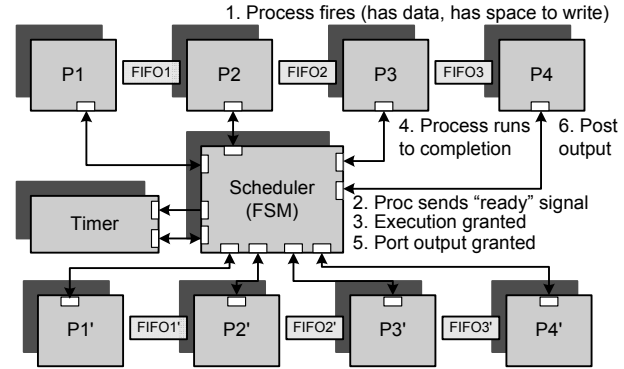 1. Process fires (has data, has space to write)
P1
FIFO1
P2
FIFO2
P3
FIFO3
P4
4. Process runs
to completion
6. Post
output
Scheduler
(FSM)
Timer
2. Proc sends “ready” signal
3. Execution granted
5. Port output granted
P1'
FIFO1'
P2'
FIFO2'
P3'
FIFO3'
P4'